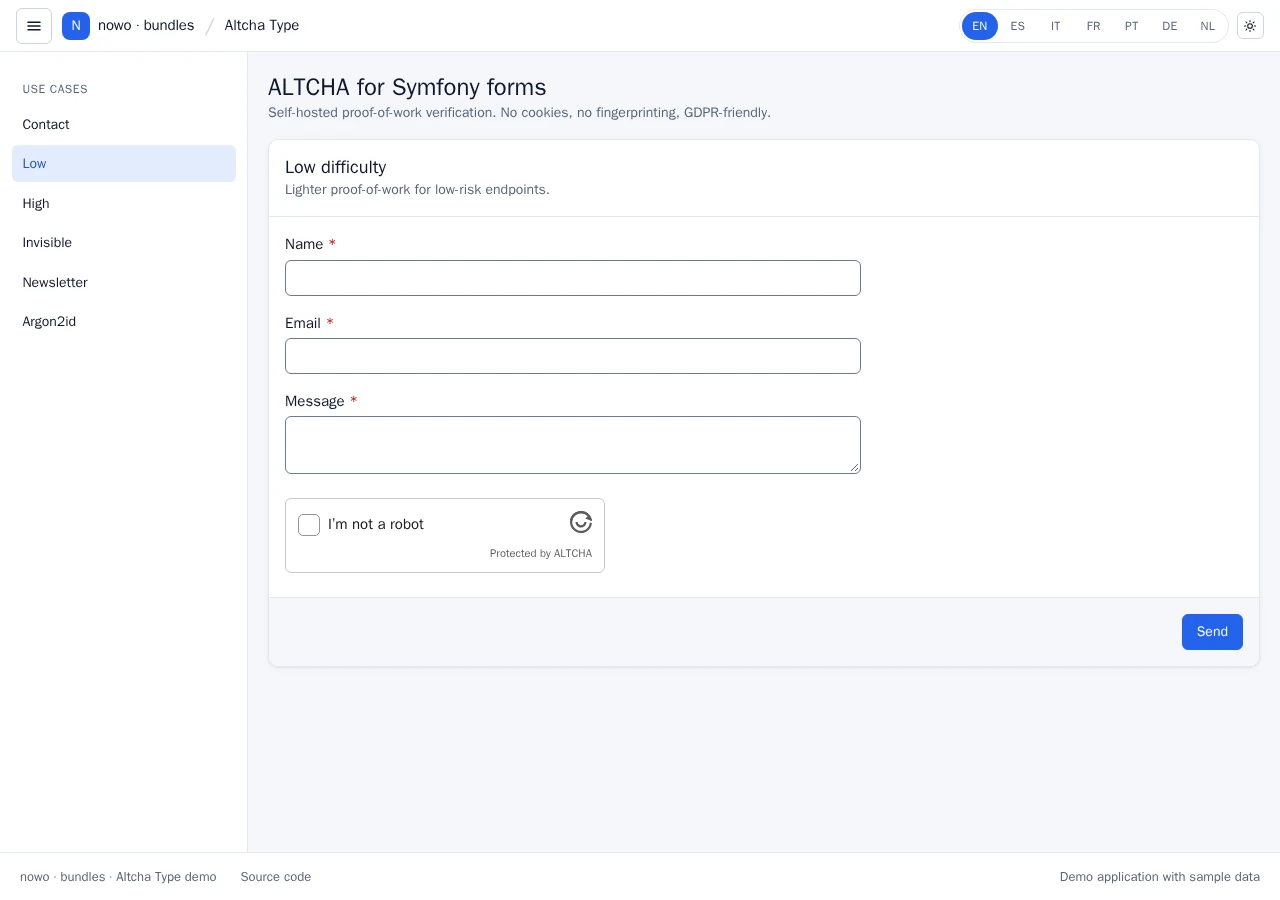 N nowo · bundles / Altcha Type
EN ES IT FR PT DE NL
USE CASES
Contact
Low
High
Invisible
Newsletter
Argon2id
ALTCHA for Symfony forms
Self-hosted proof-of-work verification. No cookies, no fingerprinting, GDPR-friendly.
Low difficulty
Lighter proof-of-work for low-risk endpoints.
Name *
Email *
Message *
I'm not a robot
Protected by ALTCHA
Send
nowo · bundles · Altcha Type demo Source code
Demo application with sample data